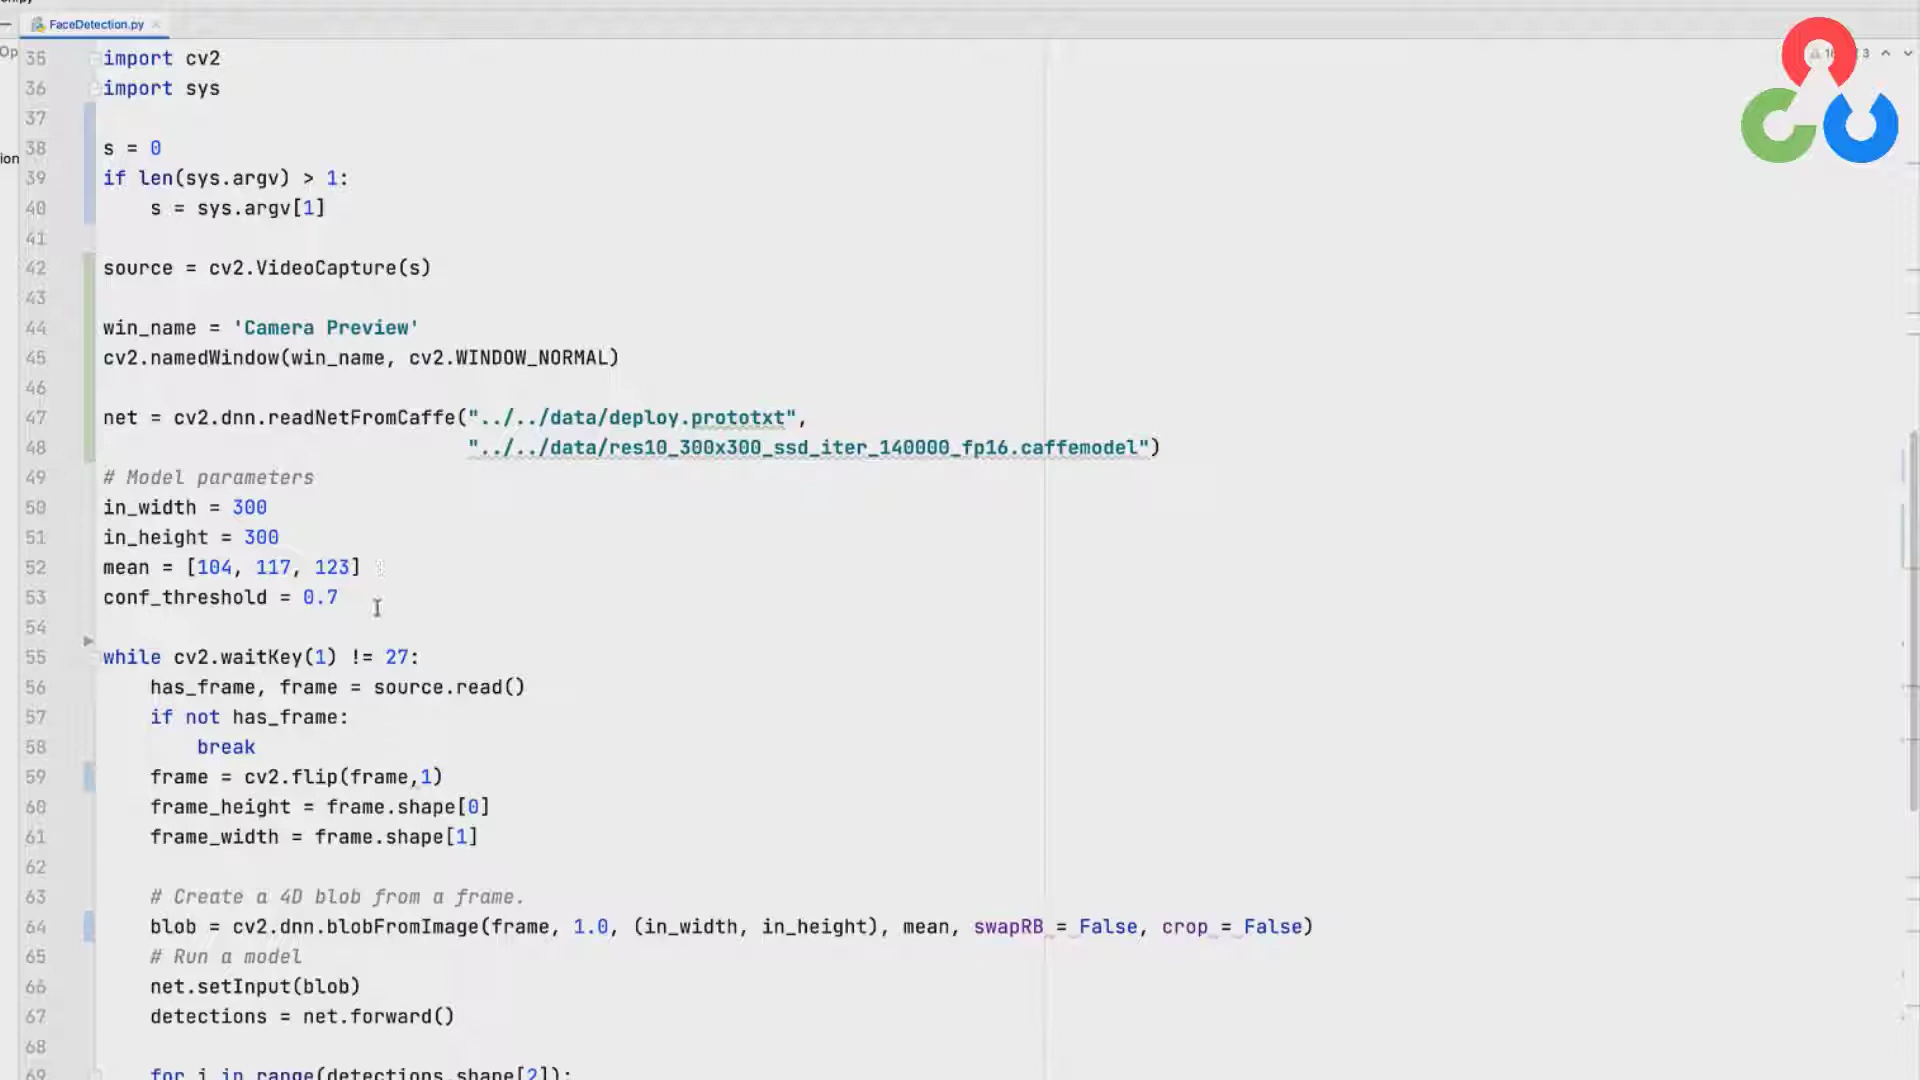 FaceDetection.py
35 import cv2
36 import sys
37
38 s = 0
39 if len(sys.argv) > 1:
40     s = sys.argv[1]
41
42 source = cv2.VideoCapture(s)
43
44 win_name = 'Camera Preview'
45 cv2.namedWindow(win_name, cv2.WINDOW_NORMAL)
46
47 net = cv2.dnn.readNetFromCaffe("../../data/deploy.prototxt",
48                                "../../data/res10_300x300_ssd_iter_140000_fp16.caffemodel")
49 # Model parameters
50 in_width = 300
51 in_height = 300
52 mean = [104, 117, 123]
53 conf_threshold = 0.7
54
55 while cv2.waitKey(1) != 27:
56     has_frame, frame = source.read()
57     if not has_frame:
58         break
59     frame = cv2.flip(frame,1)
60     frame_height = frame.shape[0]
61     frame_width = frame.shape[1]
62
63     # Create a 4D blob from a frame.
64     blob = cv2.dnn.blobFromImage(frame, 1.0, (in_width, in_height), mean, swapRB = False, crop = False)
65     # Run a model
66     net.setInput(blob)
67     detections = net.forward()
68
69     for i in range(detections.shape[2]):